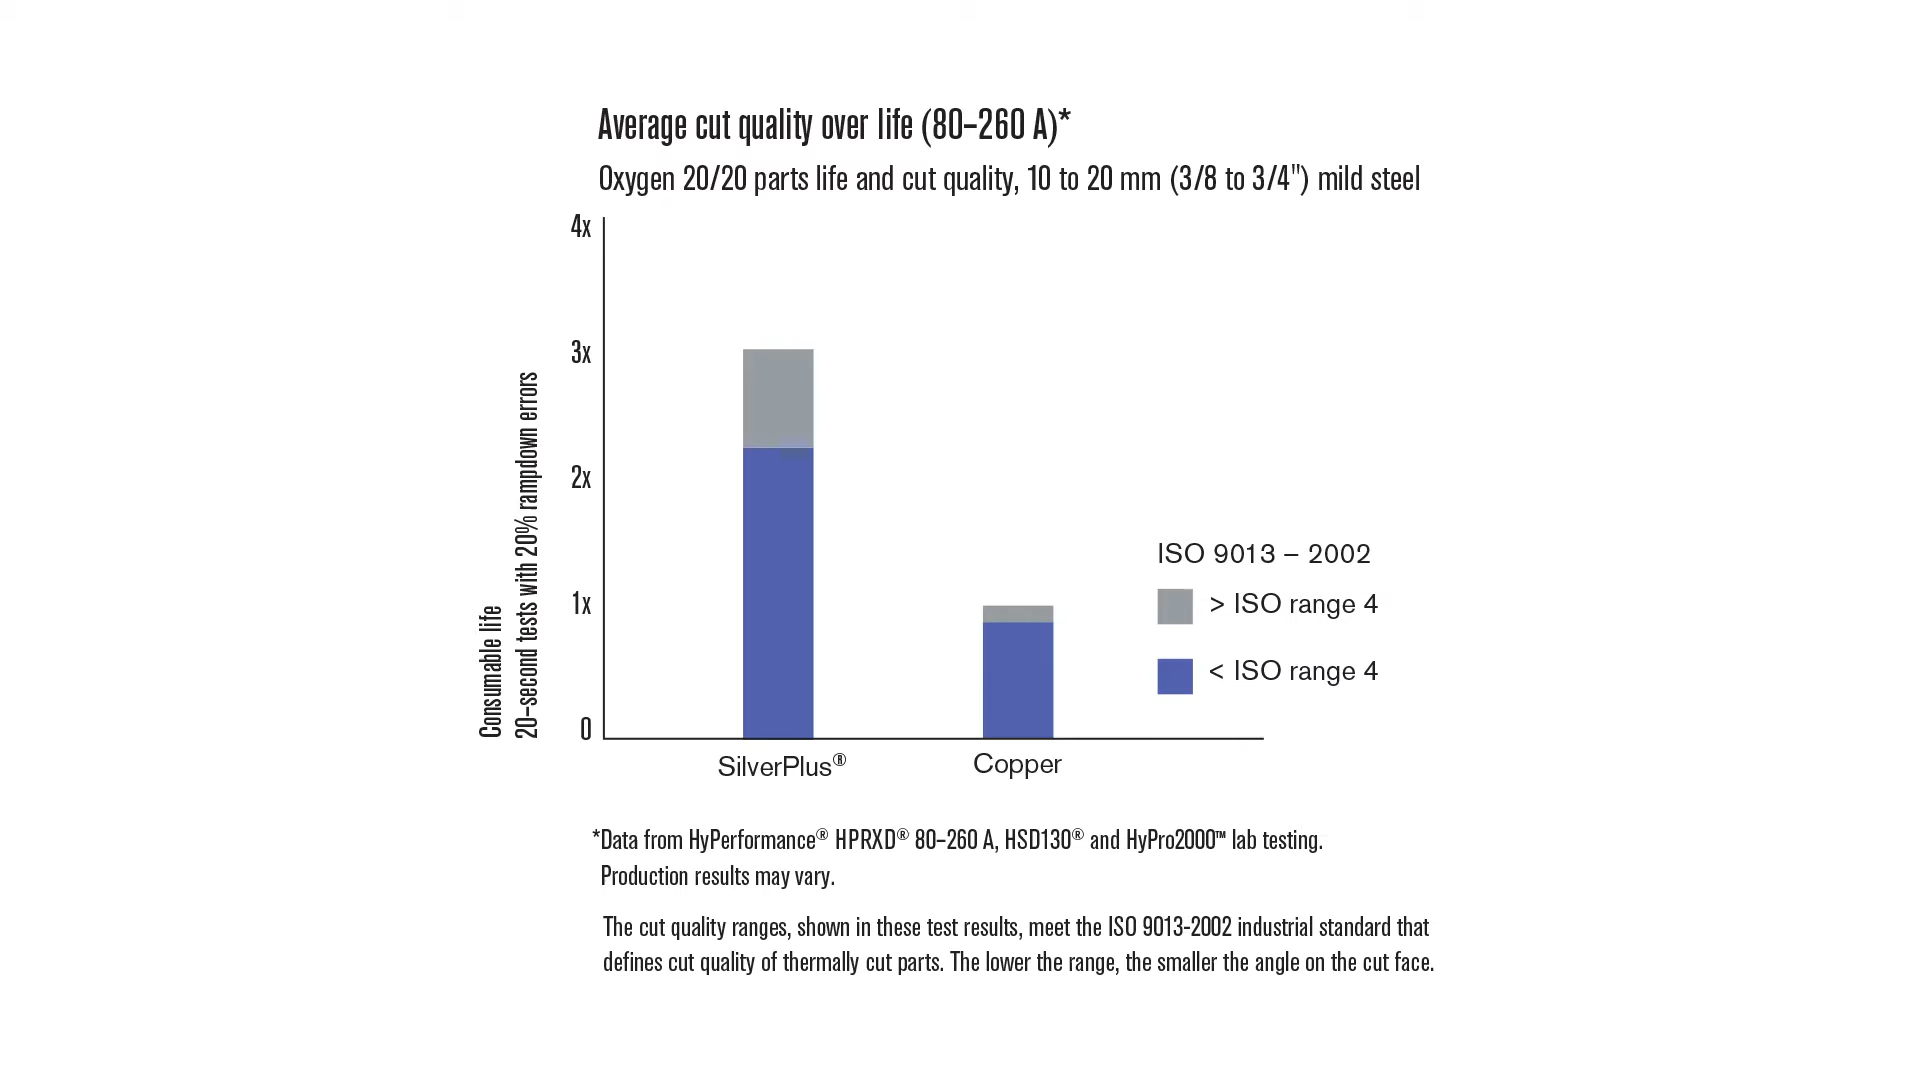 Average cut quality over life (80–260 A)*
Oxygen 20/20 parts life and cut quality, 10 to 20 mm (3/8 to 3/4") mild steel
4x
3x
2x
1x
0
Consumable life
20–second tests with 20% rampdown errors
ISO 9013 – 2002
> ISO range 4
< ISO range 4
SilverPlus®
Copper
*Data from HyPerformance® HPRXD® 80–260 A, HSD130® and HyPro2000™ lab testing.
Production results may vary.
The cut quality ranges, shown in these test results, meet the ISO 9013-2002 industrial standard that
defines cut quality of thermally cut parts. The lower the range, the smaller the angle on the cut face.